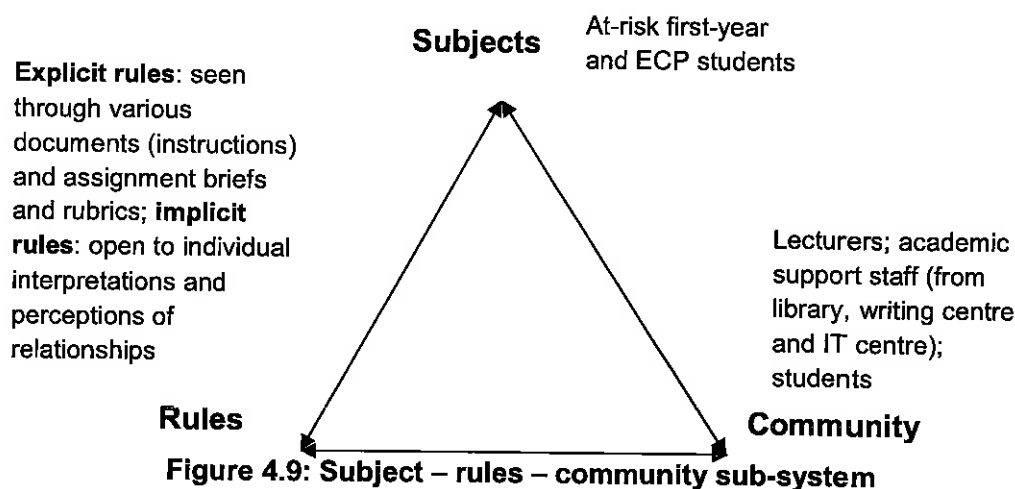 Subjects
At-risk first-year
and ECP students
Explicit rules: seen
through various
documents (instructions)
and assignment briefs
and rubrics; implicit
rules: open to individual
interpretations and
perceptions of
relationships
Lecturers; academic
support staff (from
library, writing centre
and IT centre);
students
Rules
Community
Figure 4.9: Subject – rules – community sub-system